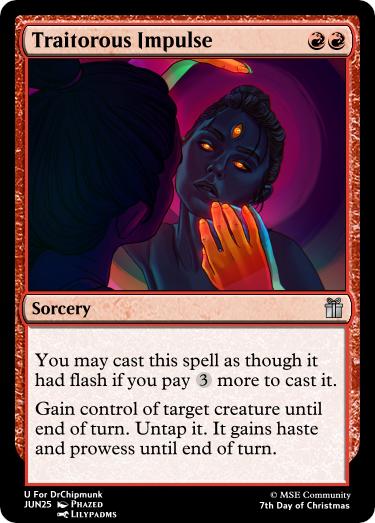 Traitorous Impulse
Sorcery
You may cast this spell as though it
had flash if you pay 3 more to cast it.
Gain control of target creature until
end of turn. Untap it. It gains haste
and prowess until end of turn.
U For DrChipmunk
© MSE Community
JUN25 Phazed
7th Day of Christmas
Lilypadms